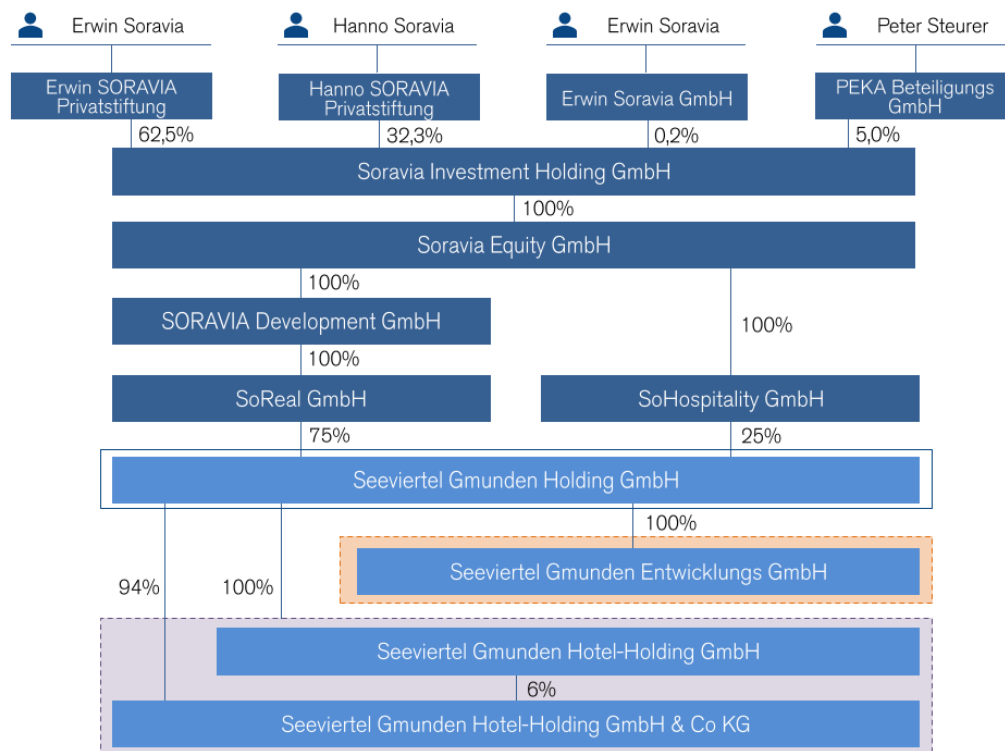 Erwin Soravia
Hanno Soravia
Erwin Soravia
Peter Steurer
Erwin SORAVIA
Privatstiftung
Hanno SORAVIA
Privatstiftung
Erwin Soravia GmbH
PEKA Beteiligungs
GmbH
62,5%
32,3%
0,2%
5,0%
Soravia Investment Holding GmbH
100%
Soravia Equity GmbH
100%
SORAVIA Development GmbH
100%
100%
SoReal GmbH
SoHospitality GmbH
75%
25%
Seeviertel Gmunden Holding GmbH
100%
Seeviertel Gmunden Entwicklungs GmbH
94%
100%
Seeviertel Gmunden Hotel-Holding GmbH
6%
Seeviertel Gmunden Hotel-Holding GmbH & Co KG